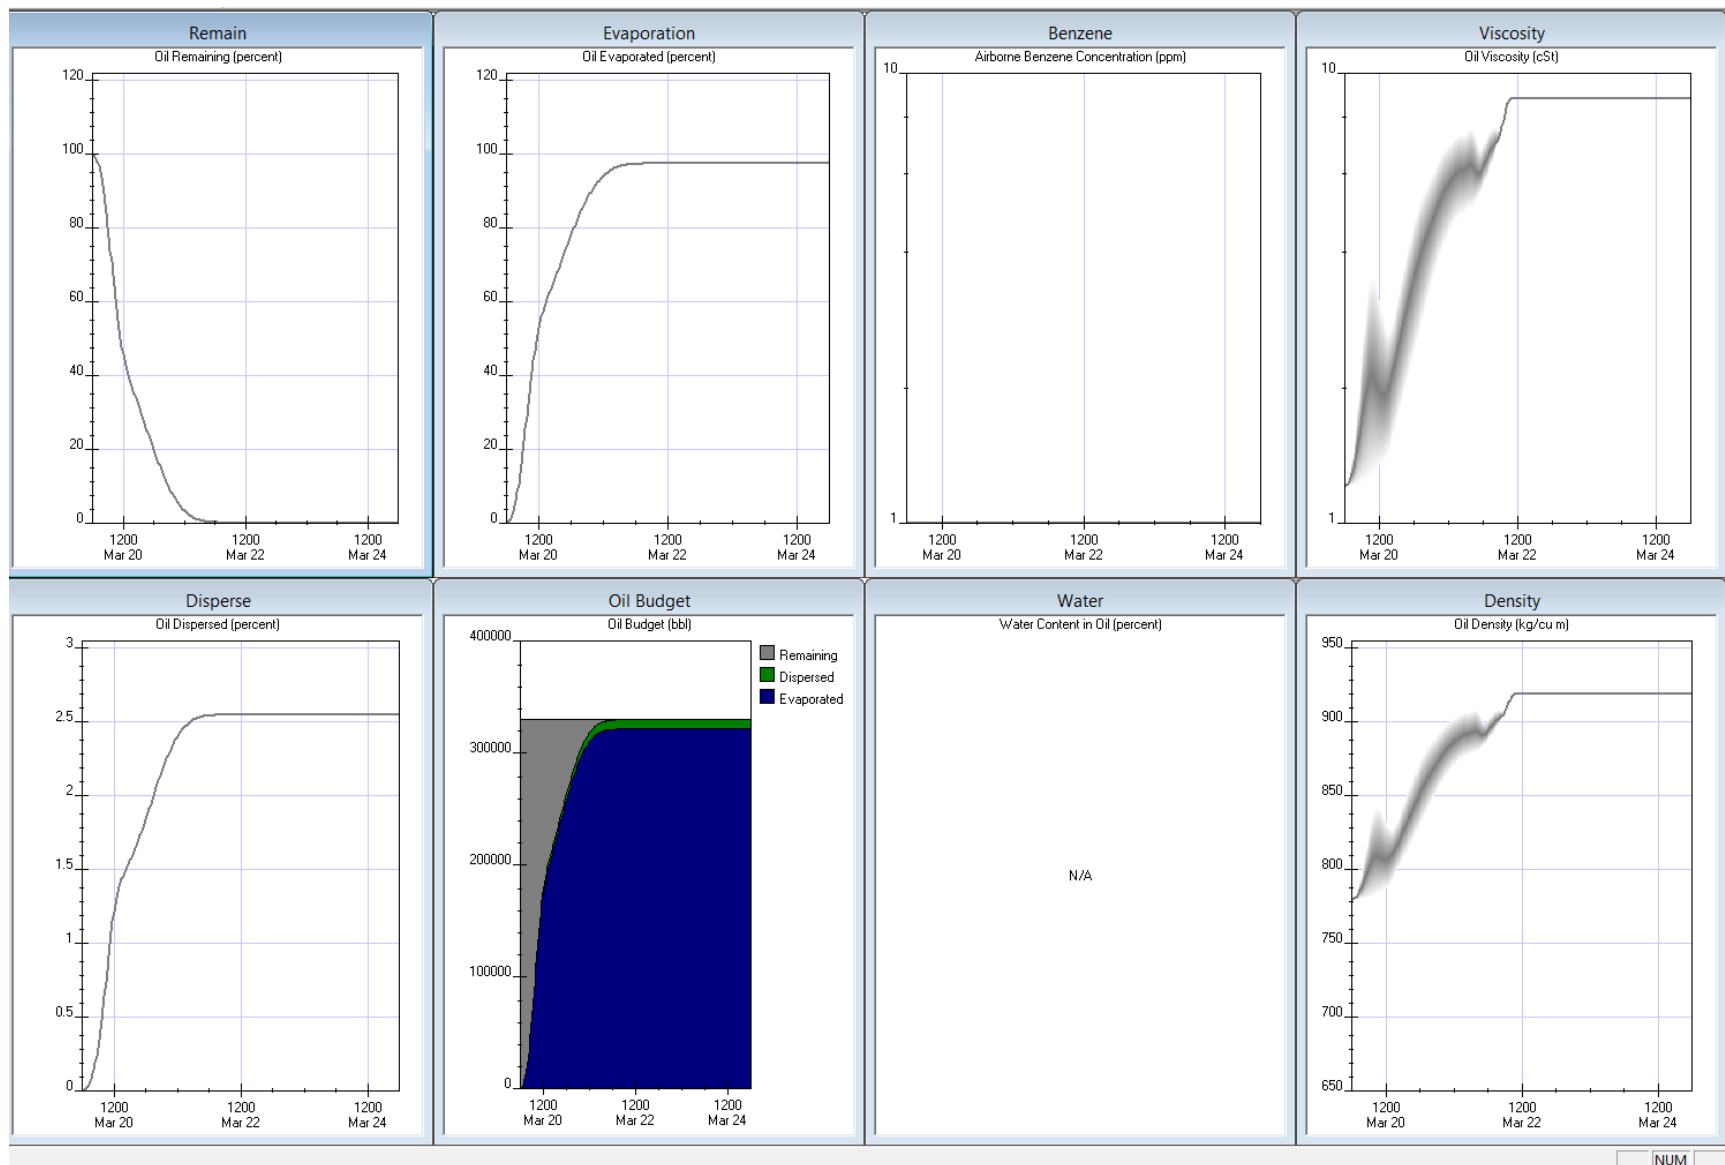 Remain
Oil Remaining (percent)
120
100
80
60
40
20
0
1200
Mar 20
1200
Mar 22
1200
Mar 24
Evaporation
Oil Evaporated (percent)
120
100
80
60
40
20
0
1200
Mar 20
1200
Mar 22
1200
Mar 24
Benzene
Airborne Benzene Concentration (ppm)
10
1
1200
Mar 20
1200
Mar 22
1200
Mar 24
Viscosity
Oil Viscosity (cSt)
10
1
1200
Mar 20
1200
Mar 22
1200
Mar 24
Disperse
Oil Dispersed (percent)
3
2.5
2
1.5
1
0.5
0
1200
Mar 20
1200
Mar 22
1200
Mar 24
Oil Budget
Oil Budget (bbl)
400000
300000
200000
100000
0
Remaining
Dispersed
Evaporated
1200
Mar 20
1200
Mar 22
1200
Mar 24
Water
Water Content in Oil (percent)
N/A
Density
Oil Density (kg/cu m)
950
900
850
800
750
700
650
1200
Mar 20
1200
Mar 22
1200
Mar 24
NUM